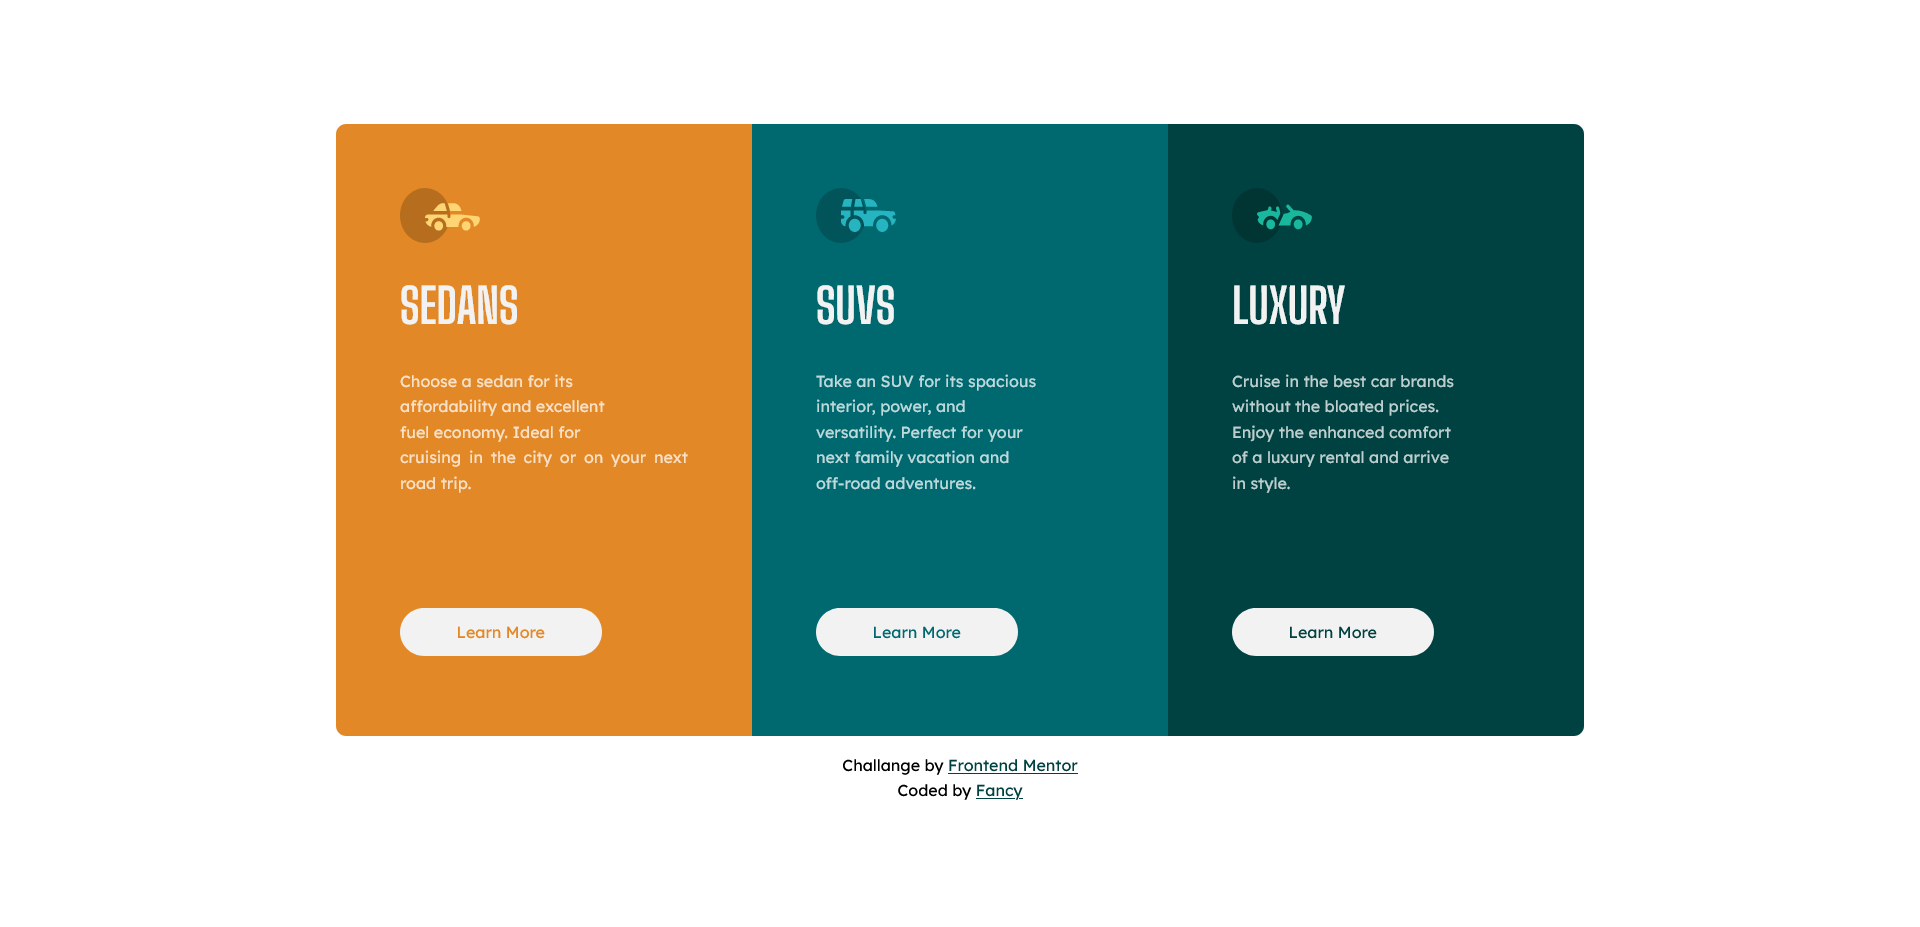 SEDANS
Choose a sedan for its
affordability and excellent
fuel economy. Ideal for
cruising in the city or on your next
road trip.
Learn More
SUVS
Take an SUV for its spacious
interior, power, and
versatility. Perfect for your
next family vacation and
off-road adventures.
Learn More
LUXURY
Cruise in the best car brands
without the bloated prices.
Enjoy the enhanced comfort
of a luxury rental and arrive
in style.
Learn More
Challange by Frontend Mentor
Coded by Fancy